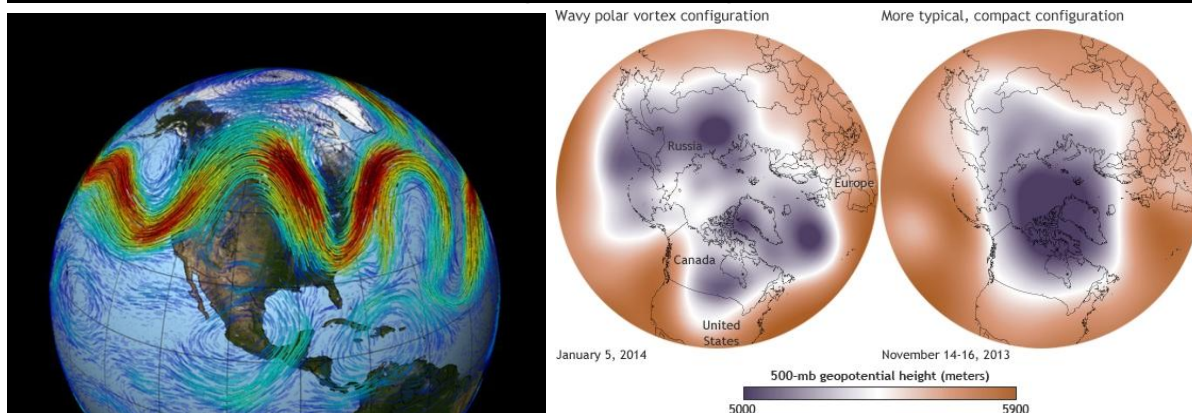 Wavy polar vortex configuration
More typical, compact configuration
Russia
Europe
Canada
United
States
January 5, 2014
November 14-16, 2013
500-mb geopotential height (meters)
5000
5900